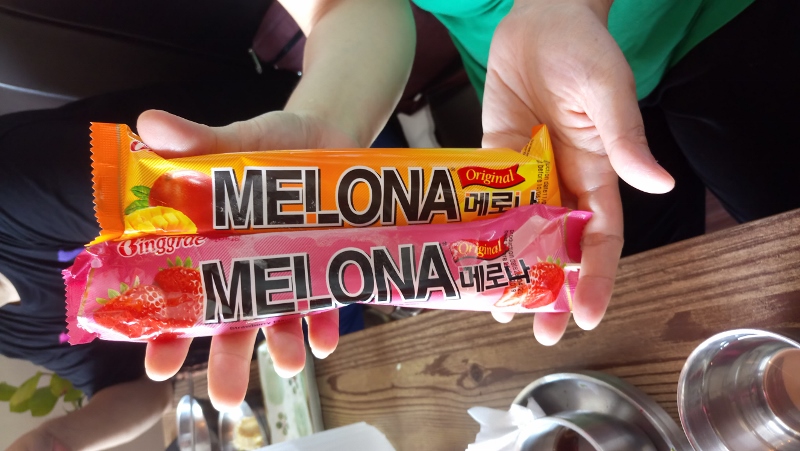 MELONA
Original
메로나
Binggrae
MELONA
Original
메로나